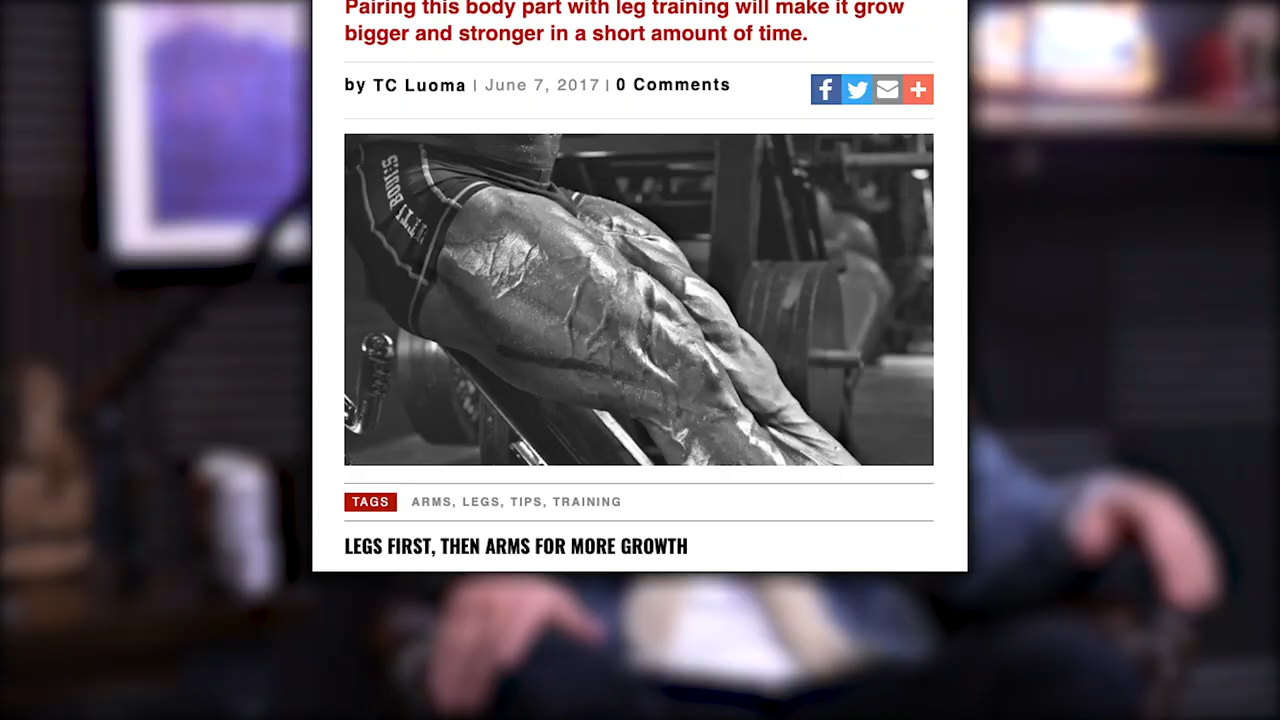 Pairing this body part with leg training will make it grow
bigger and stronger in a short amount of time.
by TC Luoma | June 7, 2017 | 0 Comments
TAGS ARMS, LEGS, TIPS, TRAINING
LEGS FIRST, THEN ARMS FOR MORE GROWTH